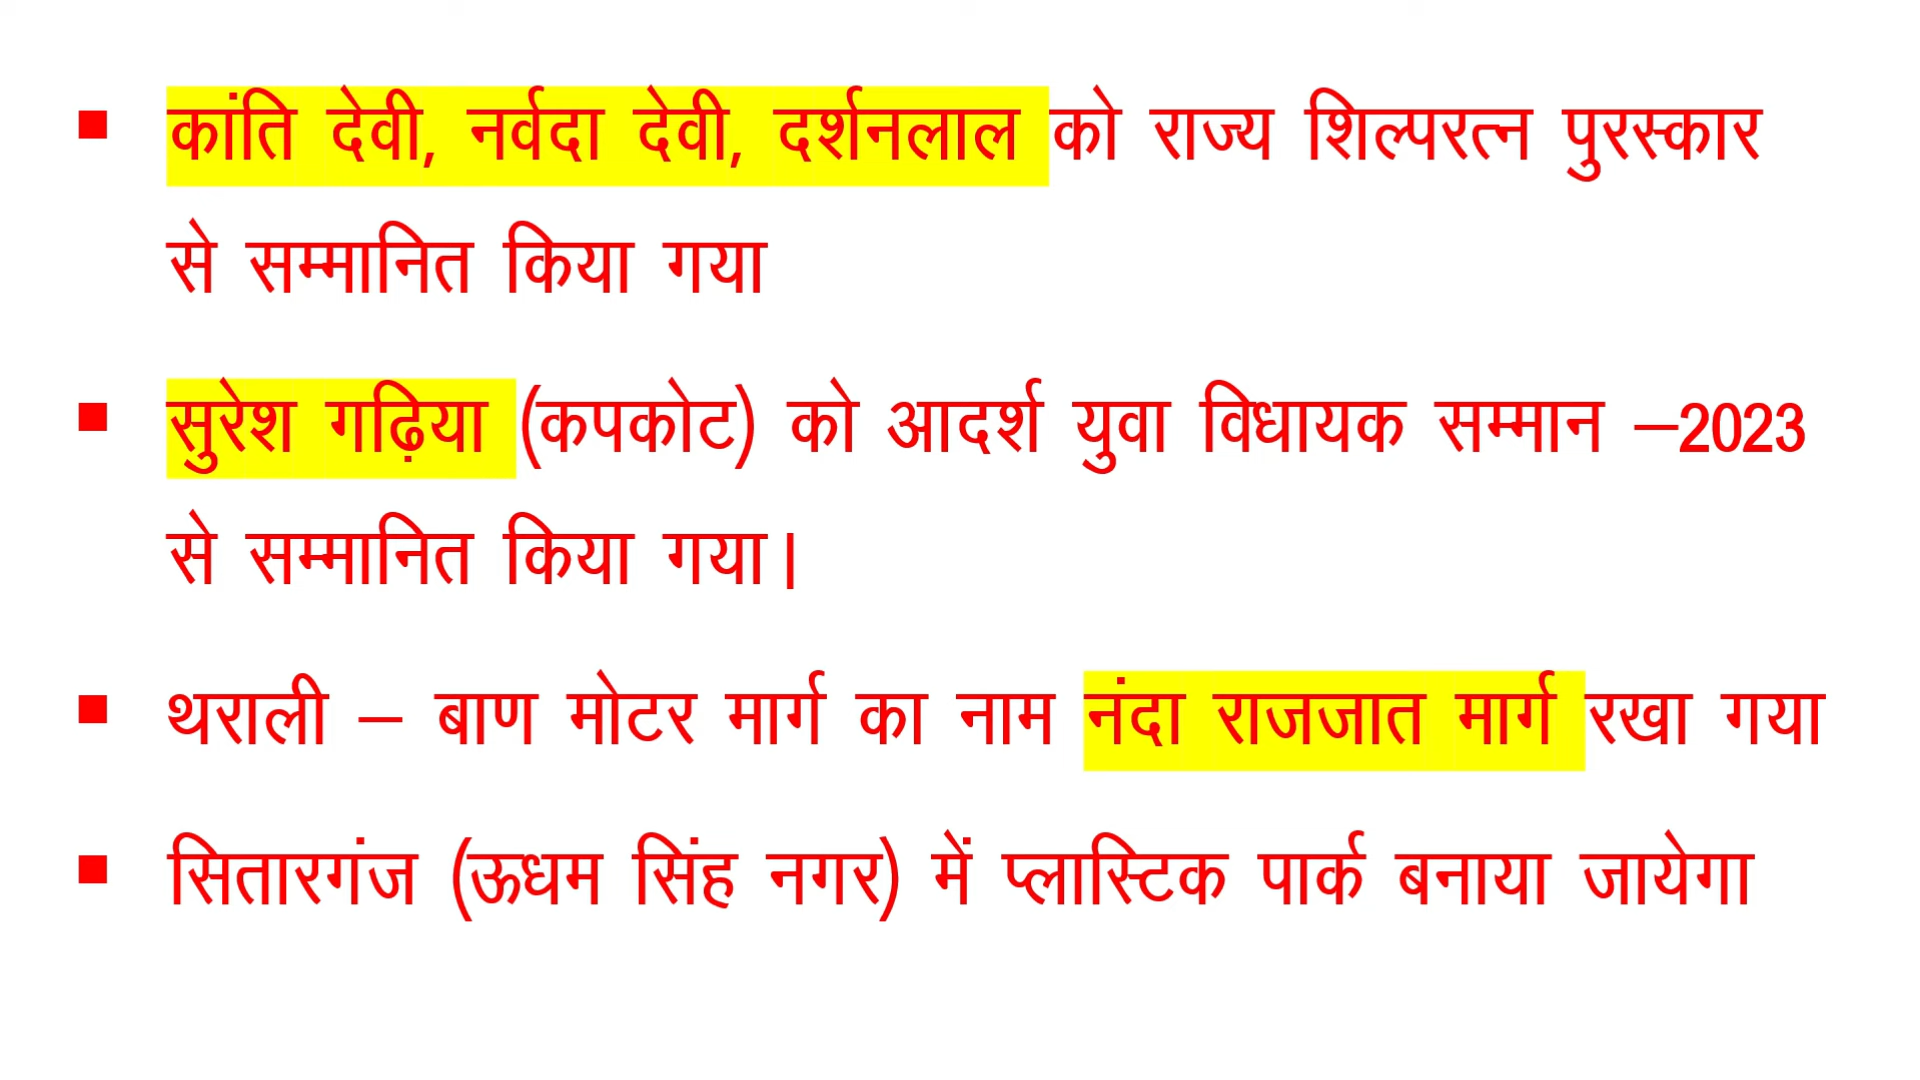 ▪ कांति देवी, नर्वदा देवी, दर्शनलाल को राज्य शिल्परत्न पुरस्कार
से सम्मानित किया गया
▪ सुरेश गढ़िया (कपकोट) को आदर्श युवा विधायक सम्मान –2023
से सम्मानित किया गया।
▪ थराली – बाण मोटर मार्ग का नाम नंदा राजजात मार्ग रखा गया
▪ सितारगंज (ऊधम सिंह नगर) में प्लास्टिक पार्क बनाया जायेगा